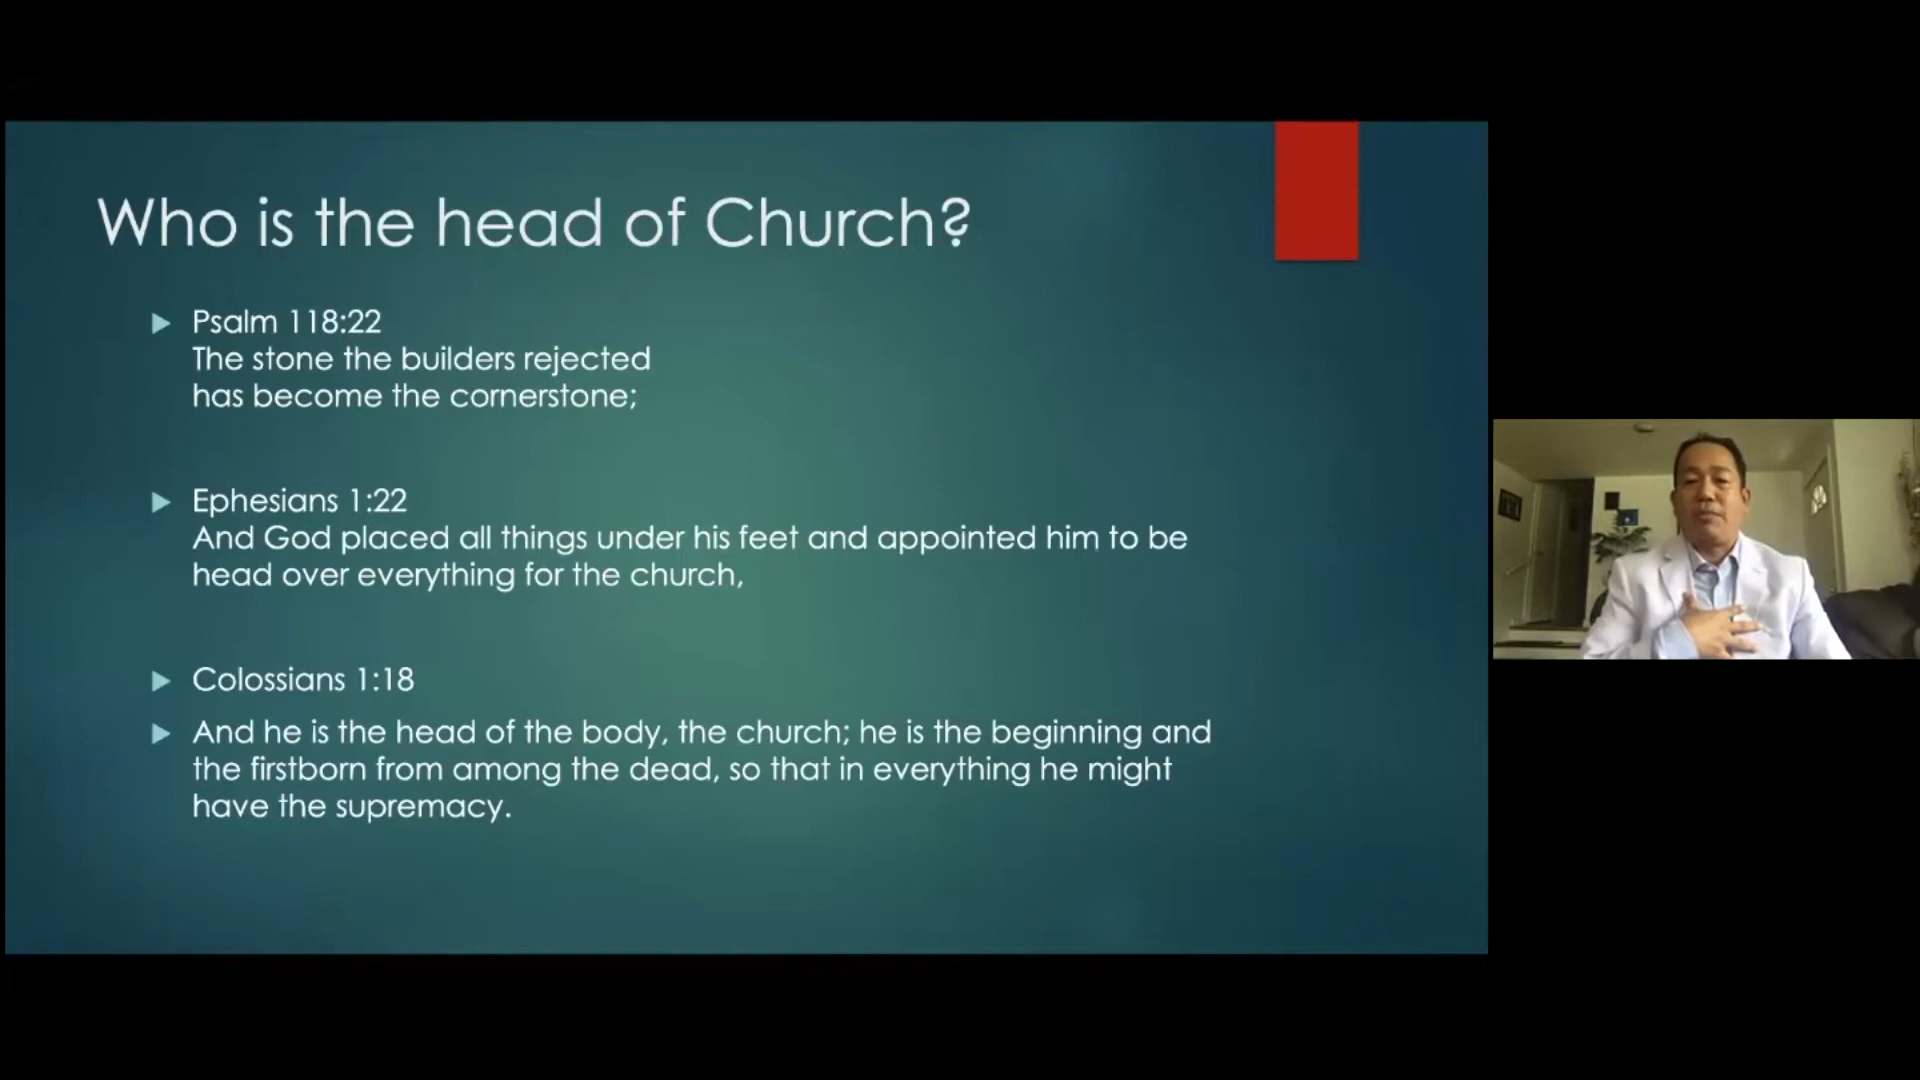 Who is the head of Church?
Psalm 118:22
The stone the builders rejected
has become the cornerstone;
Ephesians 1:22
And God placed all things under his feet and appointed him to be
head over everything for the church,
Colossians 1:18
And he is the head of the body, the church; he is the beginning and
the firstborn from among the dead, so that in everything he might
have the supremacy.